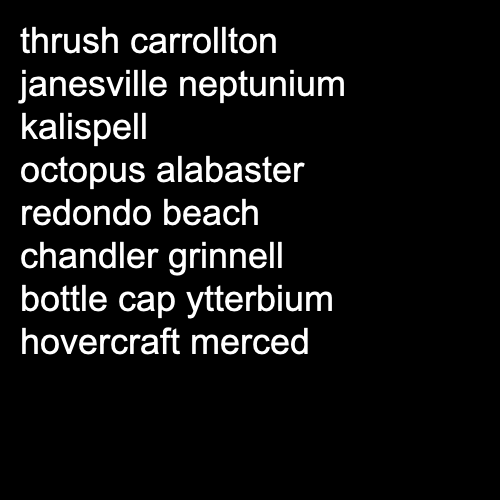 thrush carrollton
janesville neptunium
kalispell
octopus alabaster
redondo beach
chandler grinnell
bottle cap ytterbium
hovercraft merced